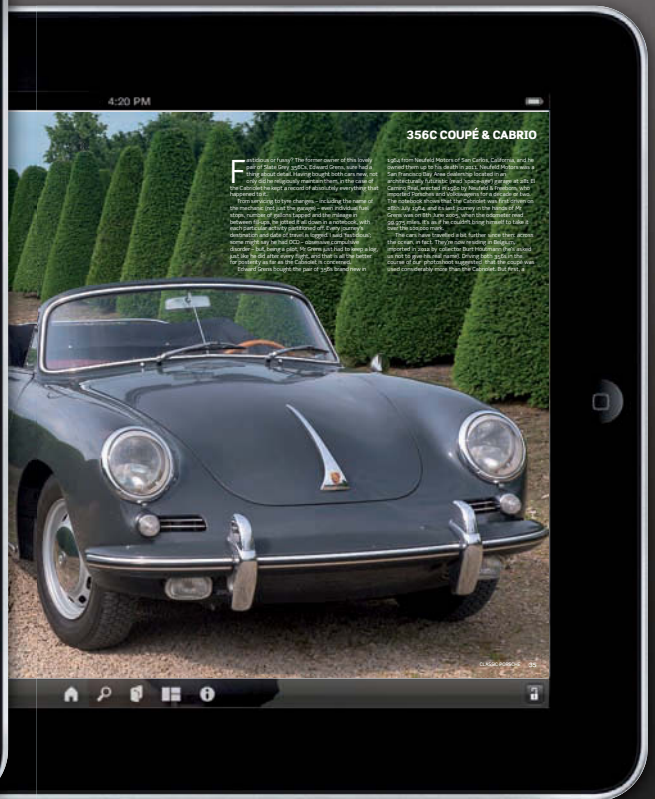 4:20 PM
356C COUPÉ & CABRIO
Fastidious or fussy? The former owner of this lovely
pair of Slate Grey 356Cs, Edward Grens, sure had a
thing about detail. Having bought both cars new, not
only did he religiously maintain them, in the case of
the Cabriolet he kept a record of absolutely everything that
happened to it.
From servicing to tyre changes – including the name of
the mechanic (not just the garage) – even individual fuel
stops, number of gallons tapped and the mileage in
between fill-ups, he jotted it all down in a notebook, with
each particular activity partitioned off. Every journey's
destination and date of travel is logged. I said 'fastidious';
some might say he had OCD – obsessive compulsive
disorder – but, being a pilot, Mr Grens just had to keep a log,
just like he did after every flight, and that is all the better
for posterity as far as the Cabriolet is concerned.
Edward Grens bought the pair of 356s brand new in
1964 from Neufeld Motors of San Carlos, California, and he
owned them up to his death in 2011. Neufeld Motors was a
San Francisco Bay Area dealership located in an
architecturally futuristic (read 'space-age') garage at 181 El
Camino Real, erected in 1960 by Neufeld & Freeborn, who
imported Porsches and Volkswagens for a decade or two.
The notebook shows that the Cabriolet was first driven on
28th July 1964, and its last journey in the hands of Mr
Grens was on 8th June 2005, when the odometer read
99,975 miles. It's as if he couldn't bring himself to take it
over the 100,000 mark.
The cars have travelled a bit further since then: across
the ocean, in fact. They're now residing in Belgium,
imported in 2012 by collector Burt Houtmann (he's asked
us not to give his real name). Driving both 356s in the
course of our photoshoot suggested that the coupé was
used considerably more than the Cabriolet. But first, a
CLASSIC PORSCHE 35